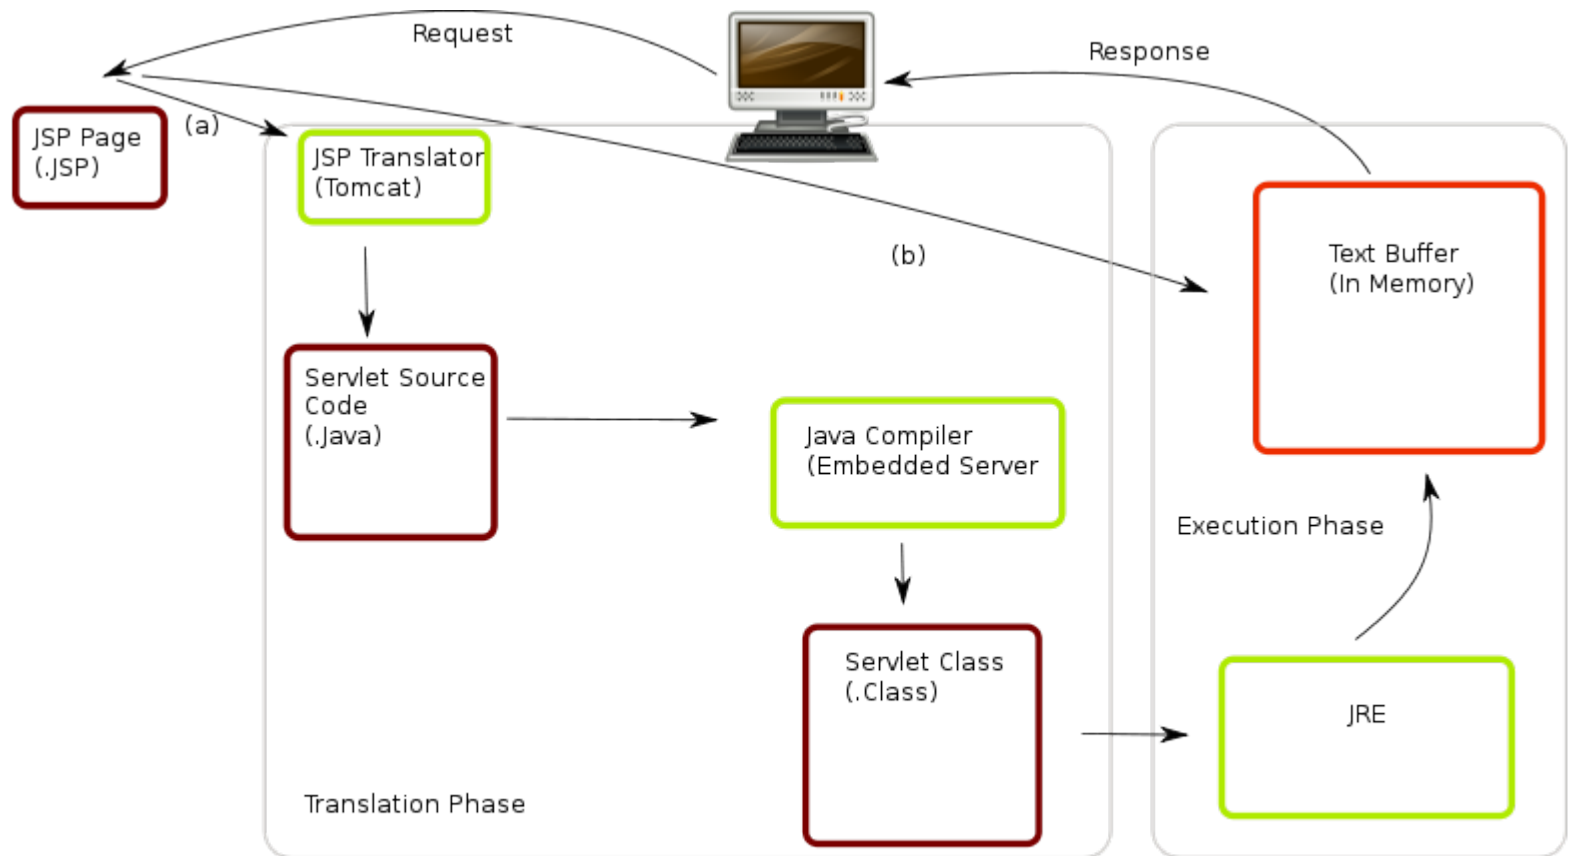 Request
Response
JSP Page
(.JSP)
(a)
JSP Translator
(Tomcat)
(b)
Text Buffer
(In Memory)
Servlet Source
Code
(.Java)
Java Compiler
(Embedded Server
Execution Phase
Servlet Class
(.Class)
JRE
Translation Phase